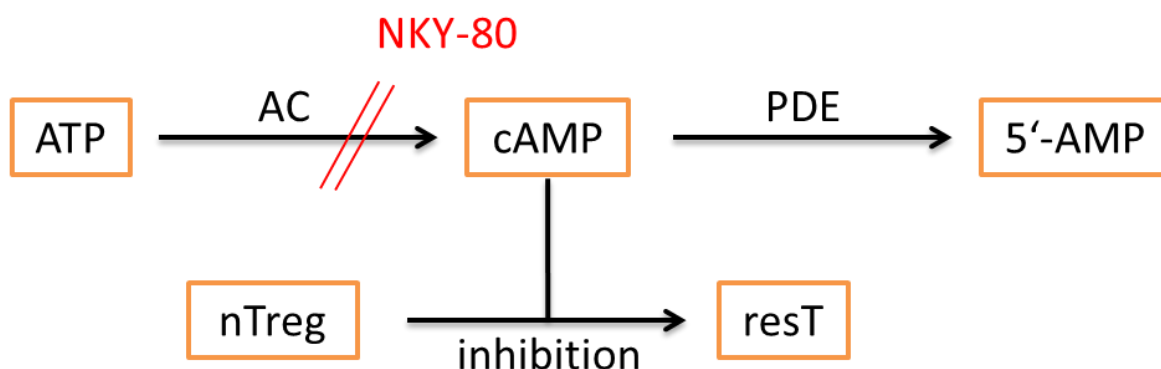 NKY-80
AC
PDE
ATP
cAMP
5‘-AMP
nTreg
resT
inhibition